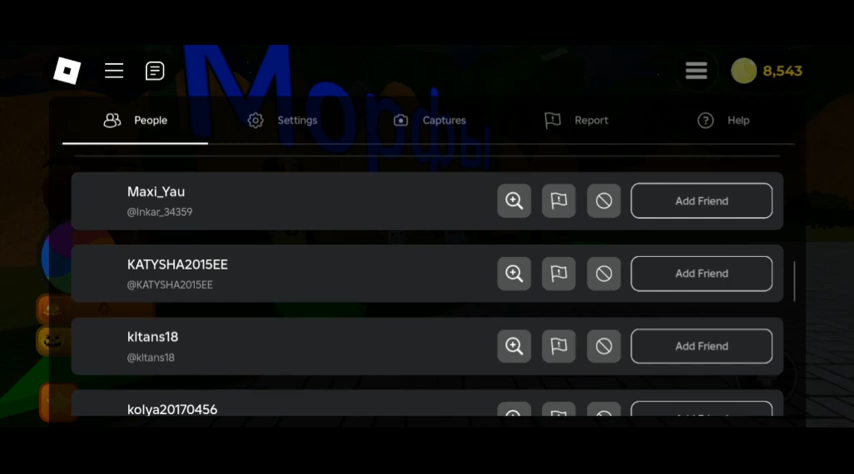 Морфы
8,543
People
Settings
Captures
Report
Help
Maxi_Yau
@Inkar_34359
Add Friend
KATYSHA2015EE
@KATYSHA2015EE
Add Friend
kltans18
@kltans18
Add Friend
kolya20170456